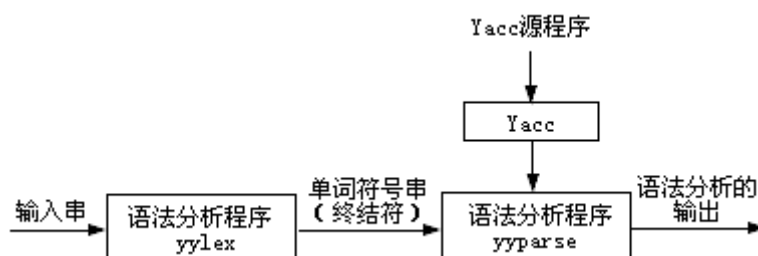 Yacc源程序
Yacc
输入串
语法分析程序
yylex
单词符号串
(终结符)
语法分析程序
yyparse
语法分析的
输出